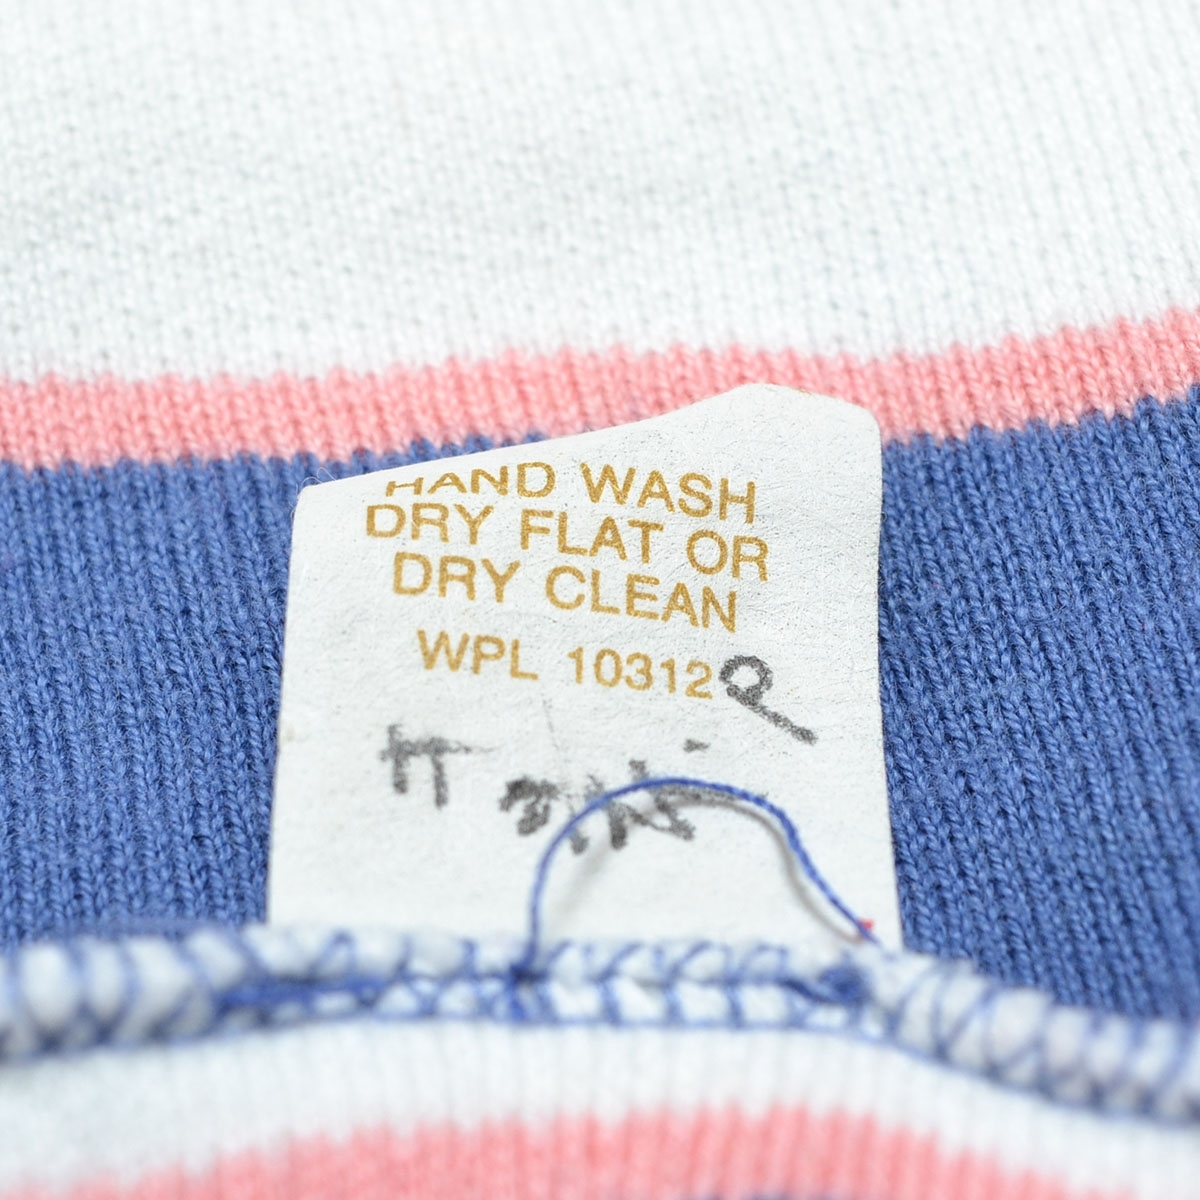 HAND WASH
DRY FLAT OR
DRY CLEAN
WPL 10312